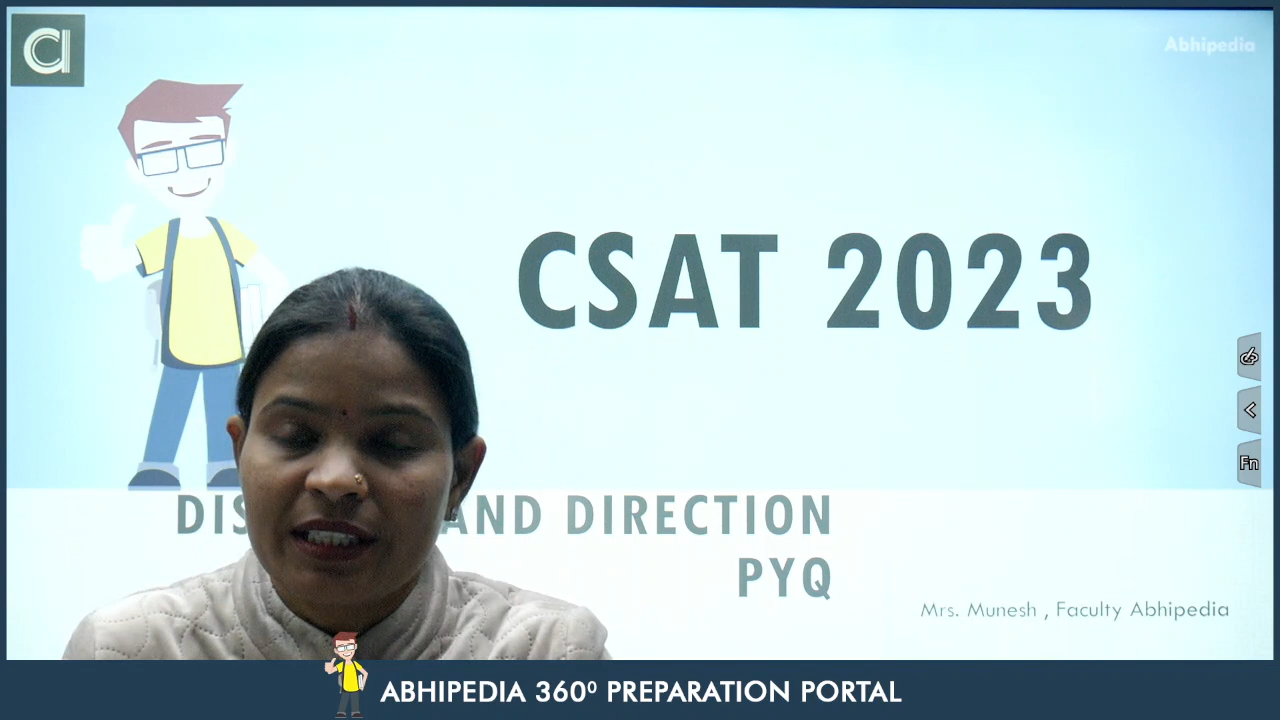 Abhipedia
CSAT 2023
AND DIRECTION
PYQ
Mrs. Munesh , Faculty Abhipedia
Fn
ABHIPEDIA 360⁰ PREPARATION PORTAL